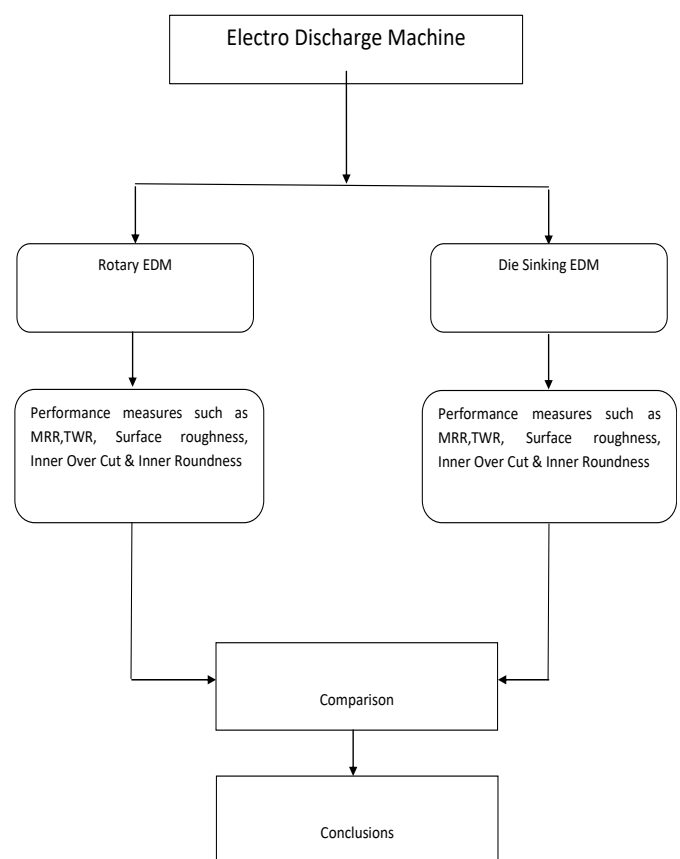 Electro Discharge Machine
Rotary EDM
Die Sinking EDM
Performance measures such as
MRR,TWR, Surface roughness,
Inner Over Cut & Inner Roundness
Performance measures such as
MRR,TWR, Surface roughness,
Inner Over Cut & Inner Roundness
Comparison
Conclusions